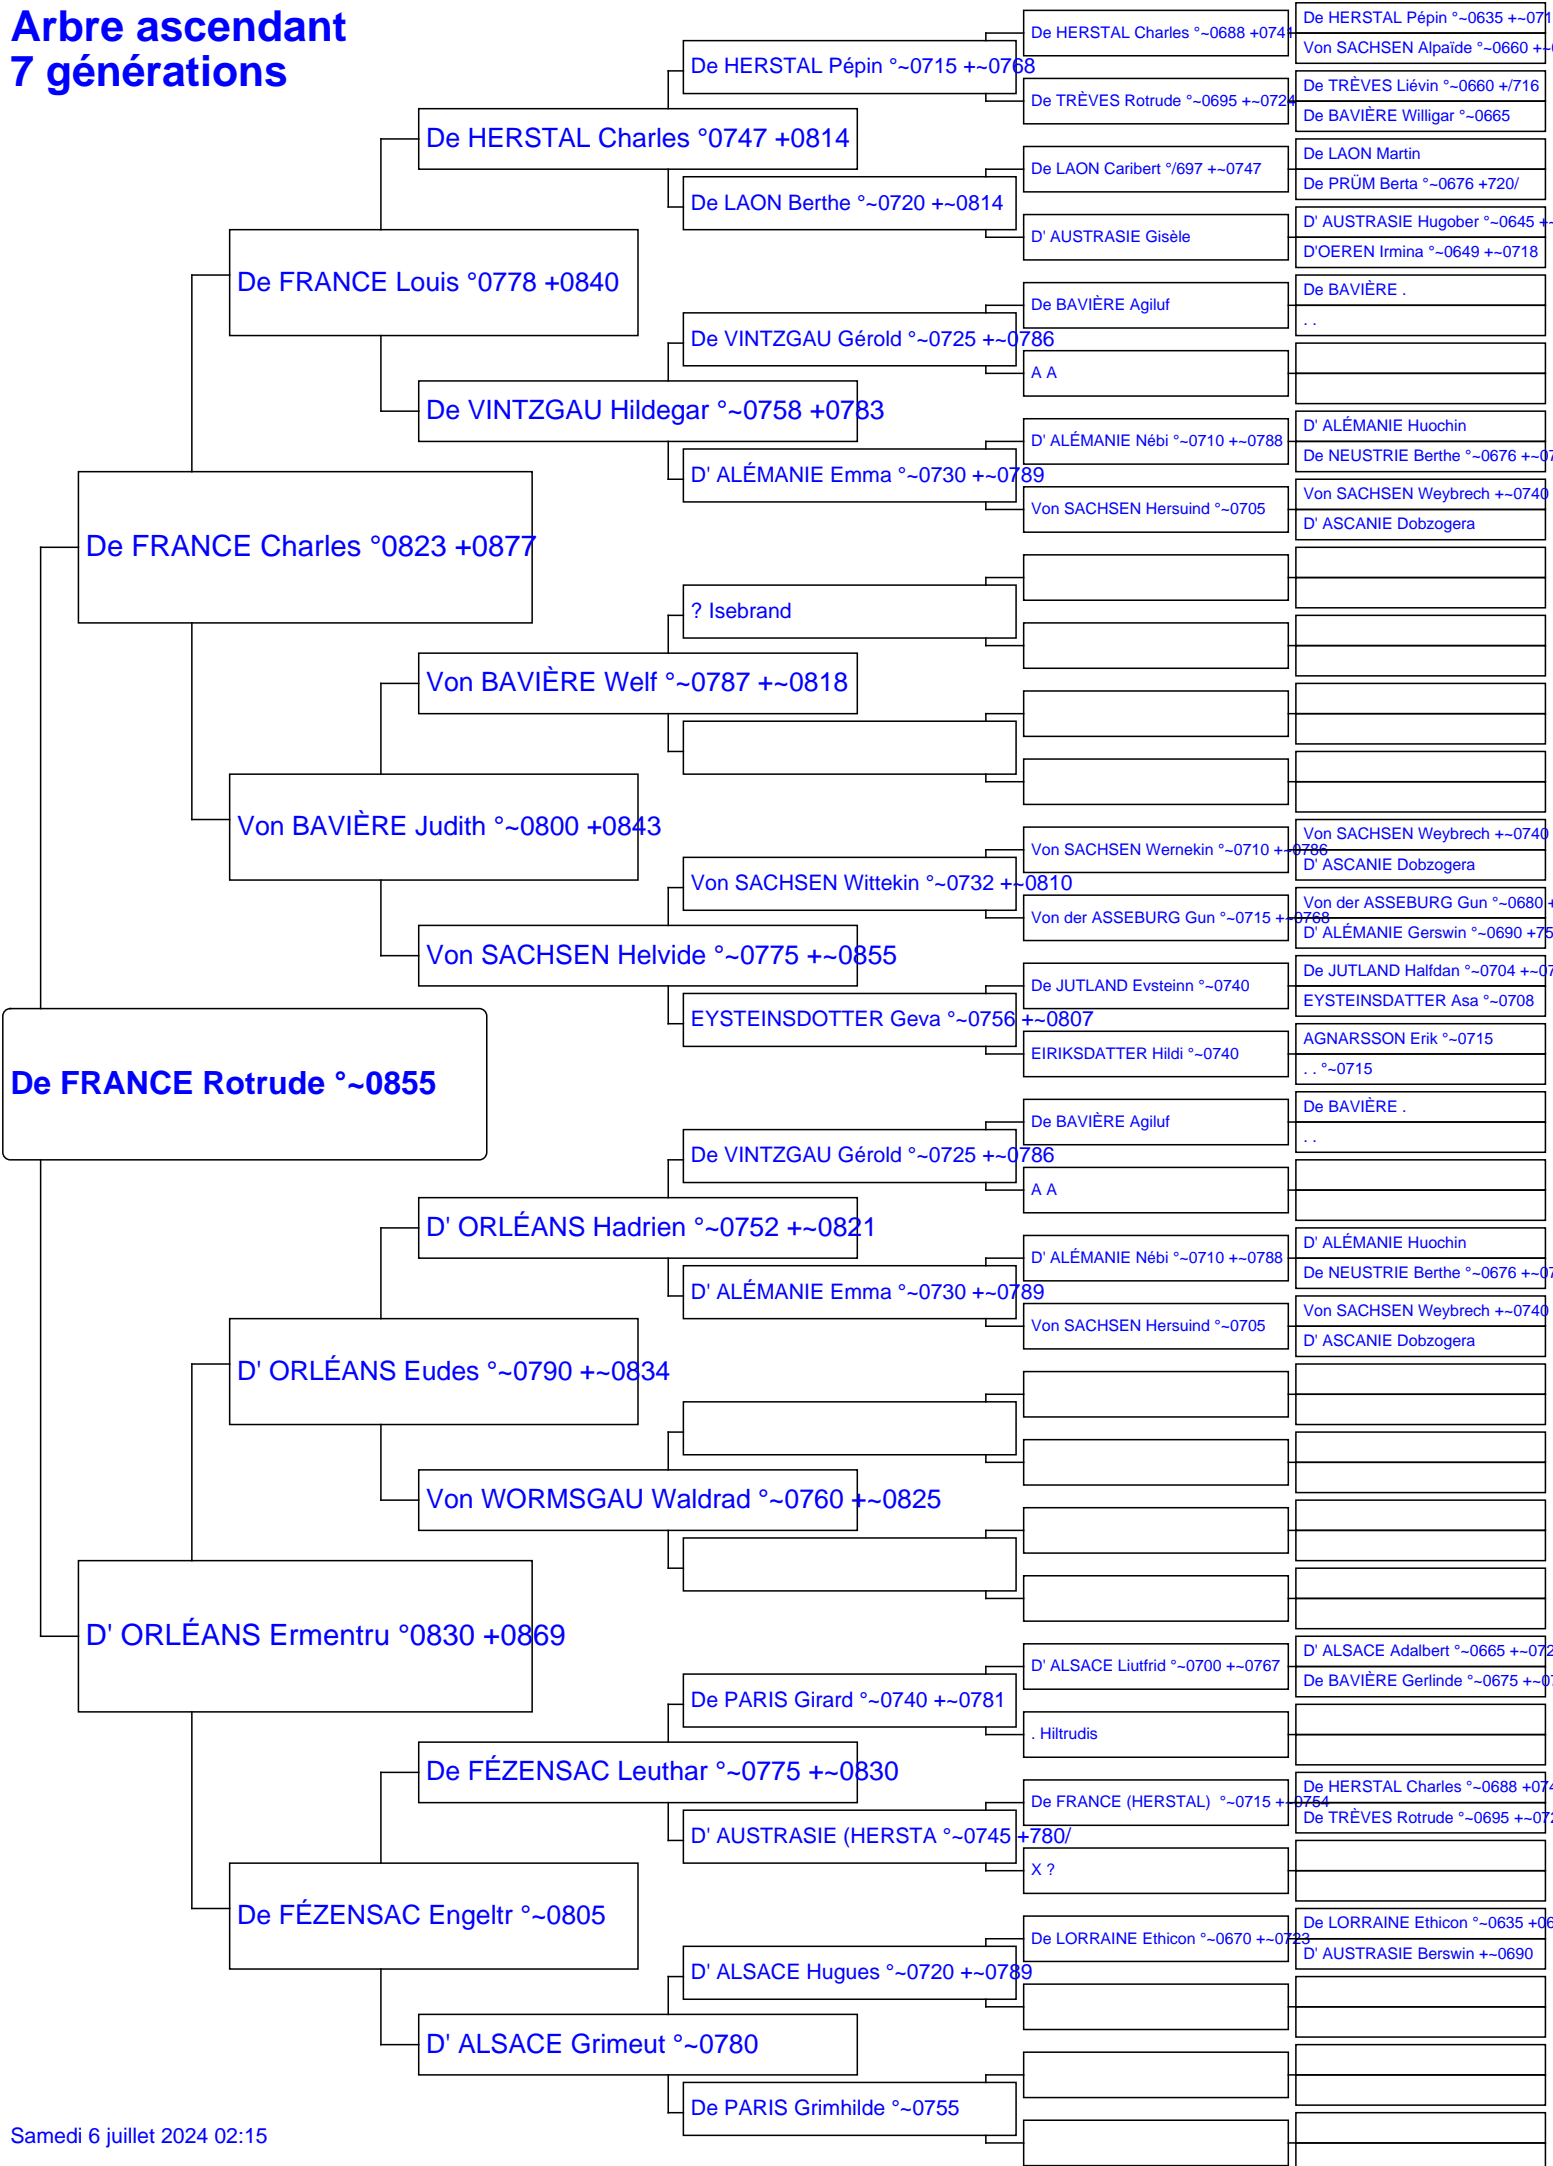 Arbre ascendant
7 générations
De FRANCE Rotrude °~0855
De FRANCE Charles °0823 +0877
D' ORLÉANS Ermentru °0830 +0869
De FRANCE Louis °0778 +0840
Von BAVIÈRE Judith °~0800 +0843
D' ORLÉANS Eudes °~0790 +~0834
De FÉZENSAC Engeltr °~0805
De HERSTAL Charles °0747 +0814
De VINTZGAU Hildegar °~0758 +0783
Von BAVIÈRE Welf °~0787 +~0818
Von SACHSEN Helvide °~0775 +~0855
D' ORLÉANS Hadrien °~0752 +~0821
Von WORMSGAU Waldrad °~0760 +~0825
De FÉZENSAC Leuthar °~0775 +~0830
D' ALSACE Grimeut °~0780
De HERSTAL Pépin °~0715 +~0768
De LAON Berthe °~0720 +~0814
De VINTZGAU Gérold °~0725 +~0786
D' ALÉMANIE Emma °~0730 +~0789
? Isebrand
Von SACHSEN Wittekin °~0732 +~0810
EYSTEINSDOTTER Geva °~0756 +~0807
De VINTZGAU Gérold °~0725 +~0786
D' ALÉMANIE Emma °~0730 +~0789
De PARIS Girard °~0740 +~0781
D' AUSTRASIE (HERSTA °~0745 +780/
D' ALSACE Hugues °~0720 +~0789
De PARIS Grimhilde °~0755
De HERSTAL Charles °~0688 +0741
De TRÈVES Rotrude °~0695 +~0724
De LAON Caribert °/697 +~0747
D' AUSTRASIE Gisèle
De BAVIÈRE Agiluf
A A
D' ALÉMANIE Nébi °~0710 +~0788
Von SACHSEN Hersuind °~0705
Von SACHSEN Wernekin °~0710 +~0786
Von der ASSEBURG Gun °~0715 +~0768
De JUTLAND Evsteinn °~0740
EIRIKSDATTER Hildi °~0740
De BAVIÈRE Agiluf
A A
D' ALÉMANIE Nébi °~0710 +~0788
Von SACHSEN Hersuind °~0705
D' ALSACE Liutfrid °~0700 +~0767
. Hiltrudis
De FRANCE (HERSTAL) °~0715 +~0754
X ?
De LORRAINE Ethicon °~0670 +~0723
De HERSTAL Pépin °~0635 +~071
Von SACHSEN Alpaïde °~0660 +~
De TRÈVES Liévin °~0660 +/716
De BAVIÈRE Willigar °~0665
De LAON Martin
De PRÜM Berta °~0676 +720/
D' AUSTRASIE Hugober °~0645 +~
D'OEREN Irmina °~0649 +~0718
De BAVIÈRE .
. .
D' ALÉMANIE Huochin
De NEUSTRIE Berthe °~0676 +~07
Von SACHSEN Weybrech +~0740
D' ASCANIE Dobzogera
Von SACHSEN Weybrech +~0740
D' ASCANIE Dobzogera
Von der ASSEBURG Gun °~0680 +
D' ALÉMANIE Gerswin °~0690 +75
De JUTLAND Halfdan °~0704 +~07
EYSTEINSDATTER Asa °~0708
AGNARSSON Erik °~0715
. . °~0715
De BAVIÈRE .
. .
D' ALÉMANIE Huochin
De NEUSTRIE Berthe °~0676 +~07
Von SACHSEN Weybrech +~0740
D' ASCANIE Dobzogera
D' ALSACE Adalbert °~0665 +~072
De BAVIÈRE Gerlinde °~0675 +~07
De HERSTAL Charles °~0688 +074
De TRÈVES Rotrude °~0695 +~072
De LORRAINE Ethicon °~0635 +06
D' AUSTRASIE Berswin +~0690
Samedi 6 juillet 2024 02:15